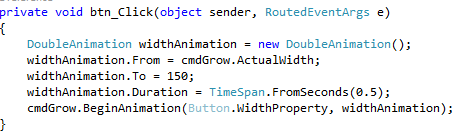 private void btn_Click(object sender, RoutedEventArgs e)
{
    DoubleAnimation widthAnimation = new DoubleAnimation();
    widthAnimation.From = cmdGrow.ActualWidth;
    widthAnimation.To = 150;
    widthAnimation.Duration = TimeSpan.FromSeconds(0.5);
    cmdGrow.BeginAnimation(Button.WidthProperty, widthAnimation);
}